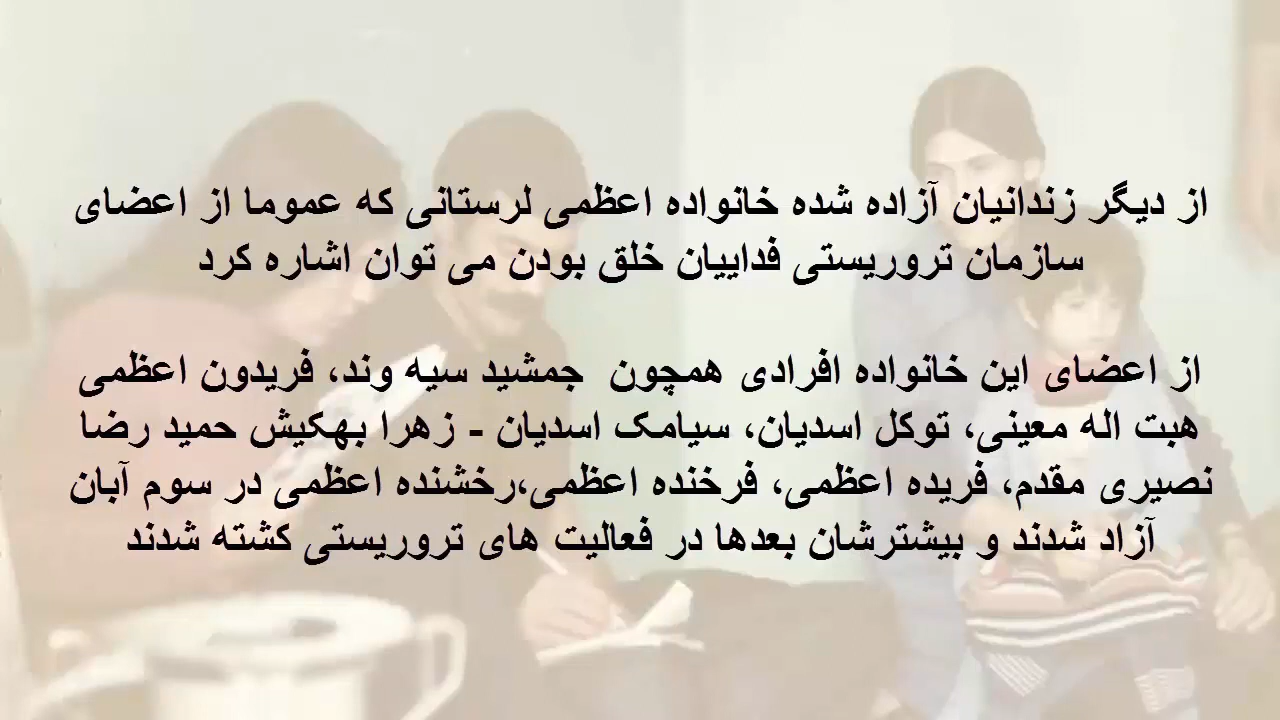 از دیگر زندانیان آزاده شده خانواده اعظمی لرستانی که عموما از اعضای
سازمان تروریستی فداییان خلق بودن می توان اشاره کرد
از اعضای این خانواده افرادی همچون جمشید سیه وند، فریدون اعظمی
هبت اله معینی، توکل اسدیان، سیامک اسدیان - زهرا بهکیش حمید رضا
نصیری مقدم، فریده اعظمی، فرخنده اعظمی،رخشنده اعظمی در سوم آبان
آزاد شدند و بیشترشان بعدها در فعالیت های تروریستی کشته شدند